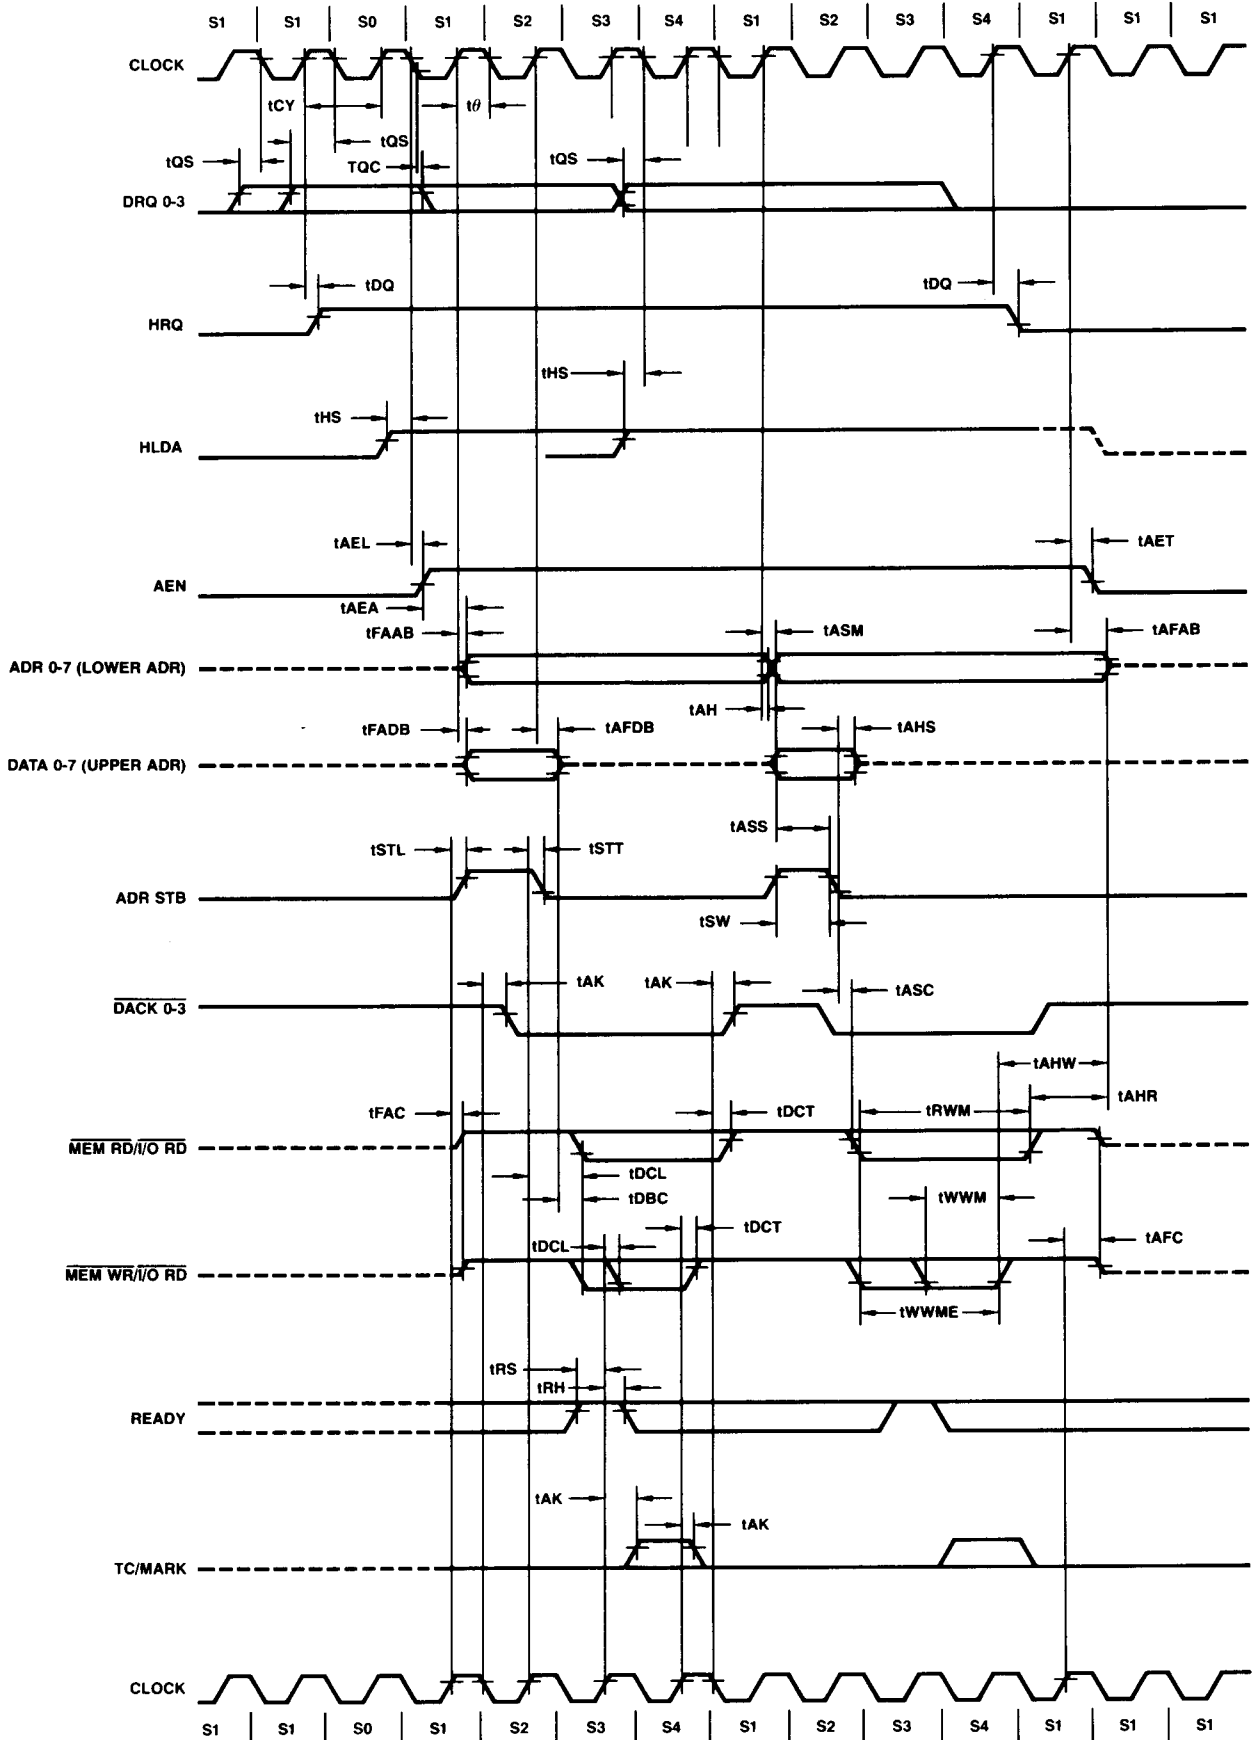 S1 S1 S0 S1 S2 S3 S4 S1 S2 S3 S4 S1 S1 S1
CLOCK
tCY tθ
tQS
tQS TQC tQS
DRQ 0-3
tDQ tDQ
HRQ
tHS
tHS
HLDA
tAEL tAET
AEN
tAEA
tFAAB tASM tAFAB
ADR 0-7 (LOWER ADR)
tAH
tFADB tAFDB tAHS
DATA 0-7 (UPPER ADR)
tASS
tSTL tSTT
ADR STB
tSW
tAK tAK tASC
DACK 0-3
tAHW
tAHR
tFAC tDCT tRWM
MEM RD/I/O RD
tDCL
tDBC tWWM
tDCT
tDCL tAFC
MEM WR/I/O RD
tWWME
tRS
tRH
READY
tAK
tAK
TC/MARK
CLOCK
S1 S1 S0 S1 S2 S3 S4 S1 S2 S3 S4 S1 S1 S1